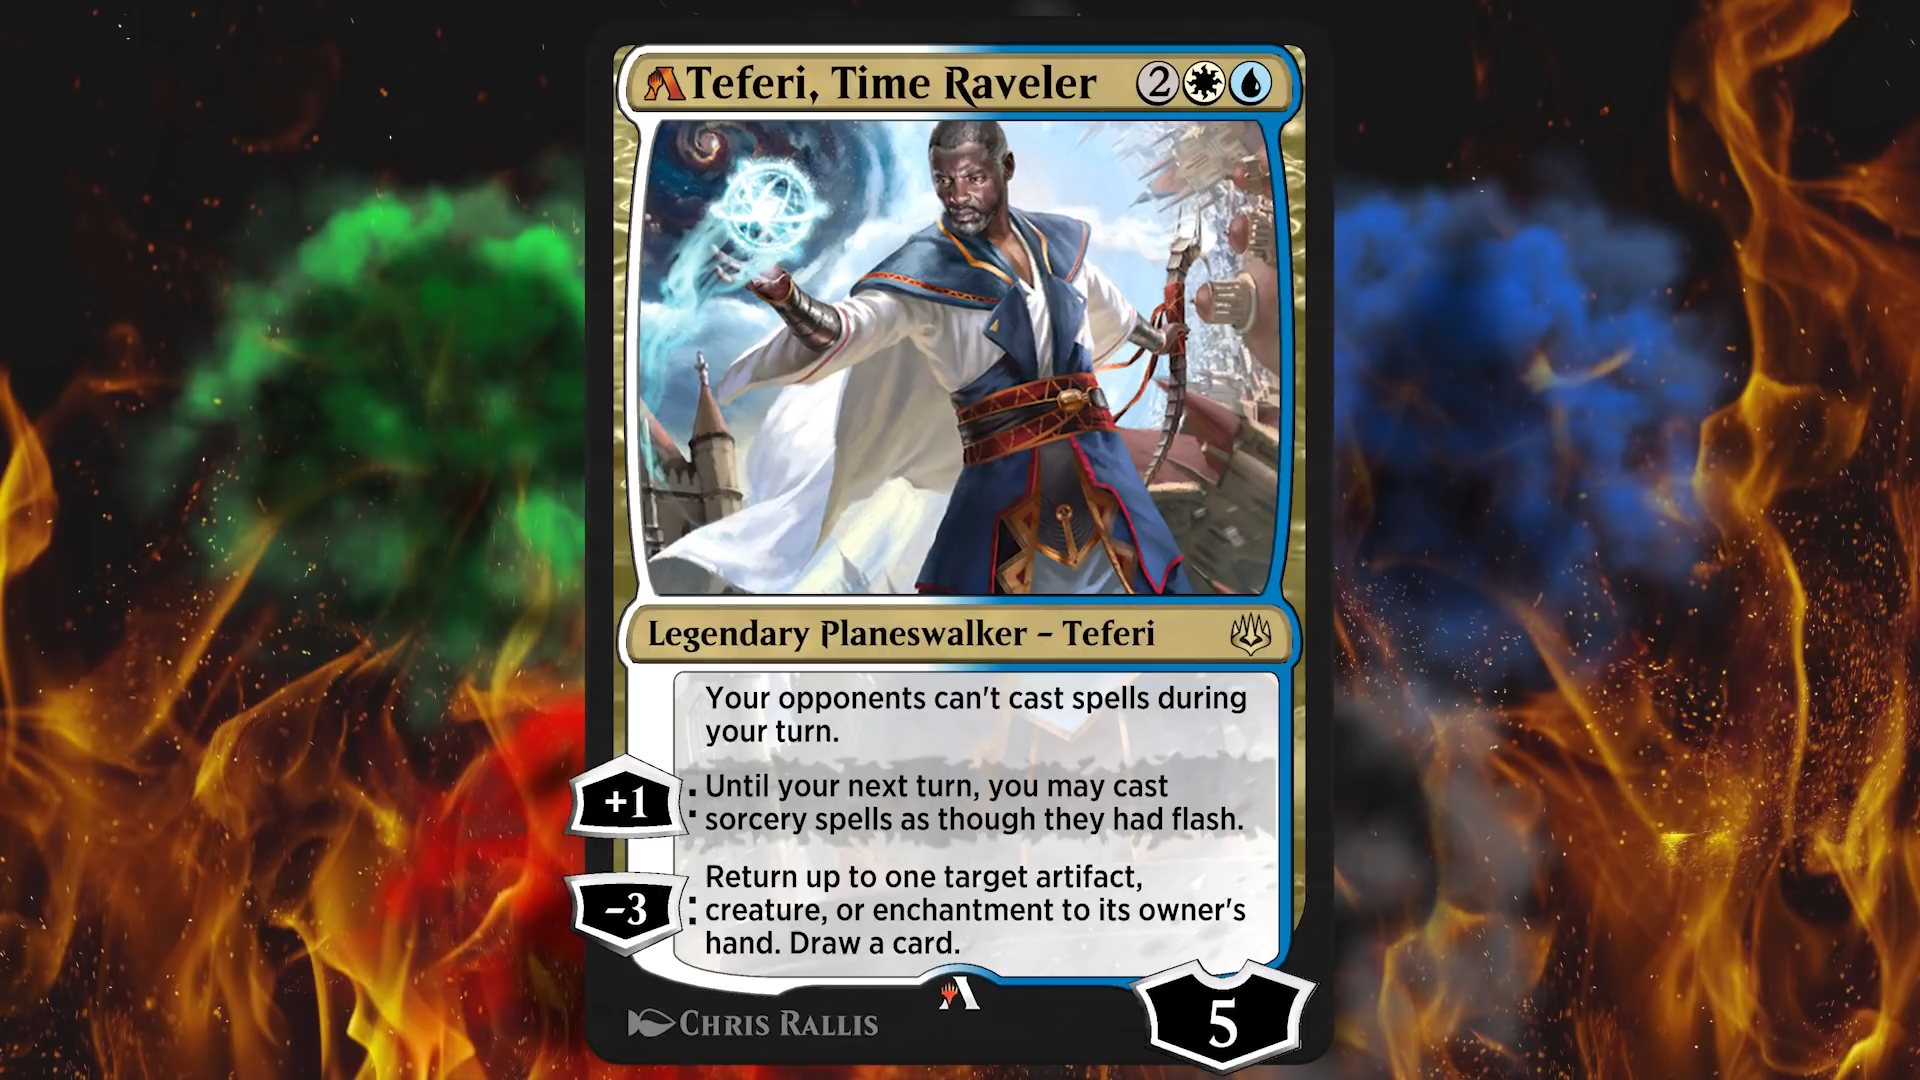 Teferi, Time Raveler 2
Legendary Planeswalker – Teferi
Your opponents can't cast spells during
your turn.
+1 : Until your next turn, you may cast
sorcery spells as though they had flash.
Return up to one target artifact,
–3 : creature, or enchantment to its owner's
hand. Draw a card.
Chris Rallis
5